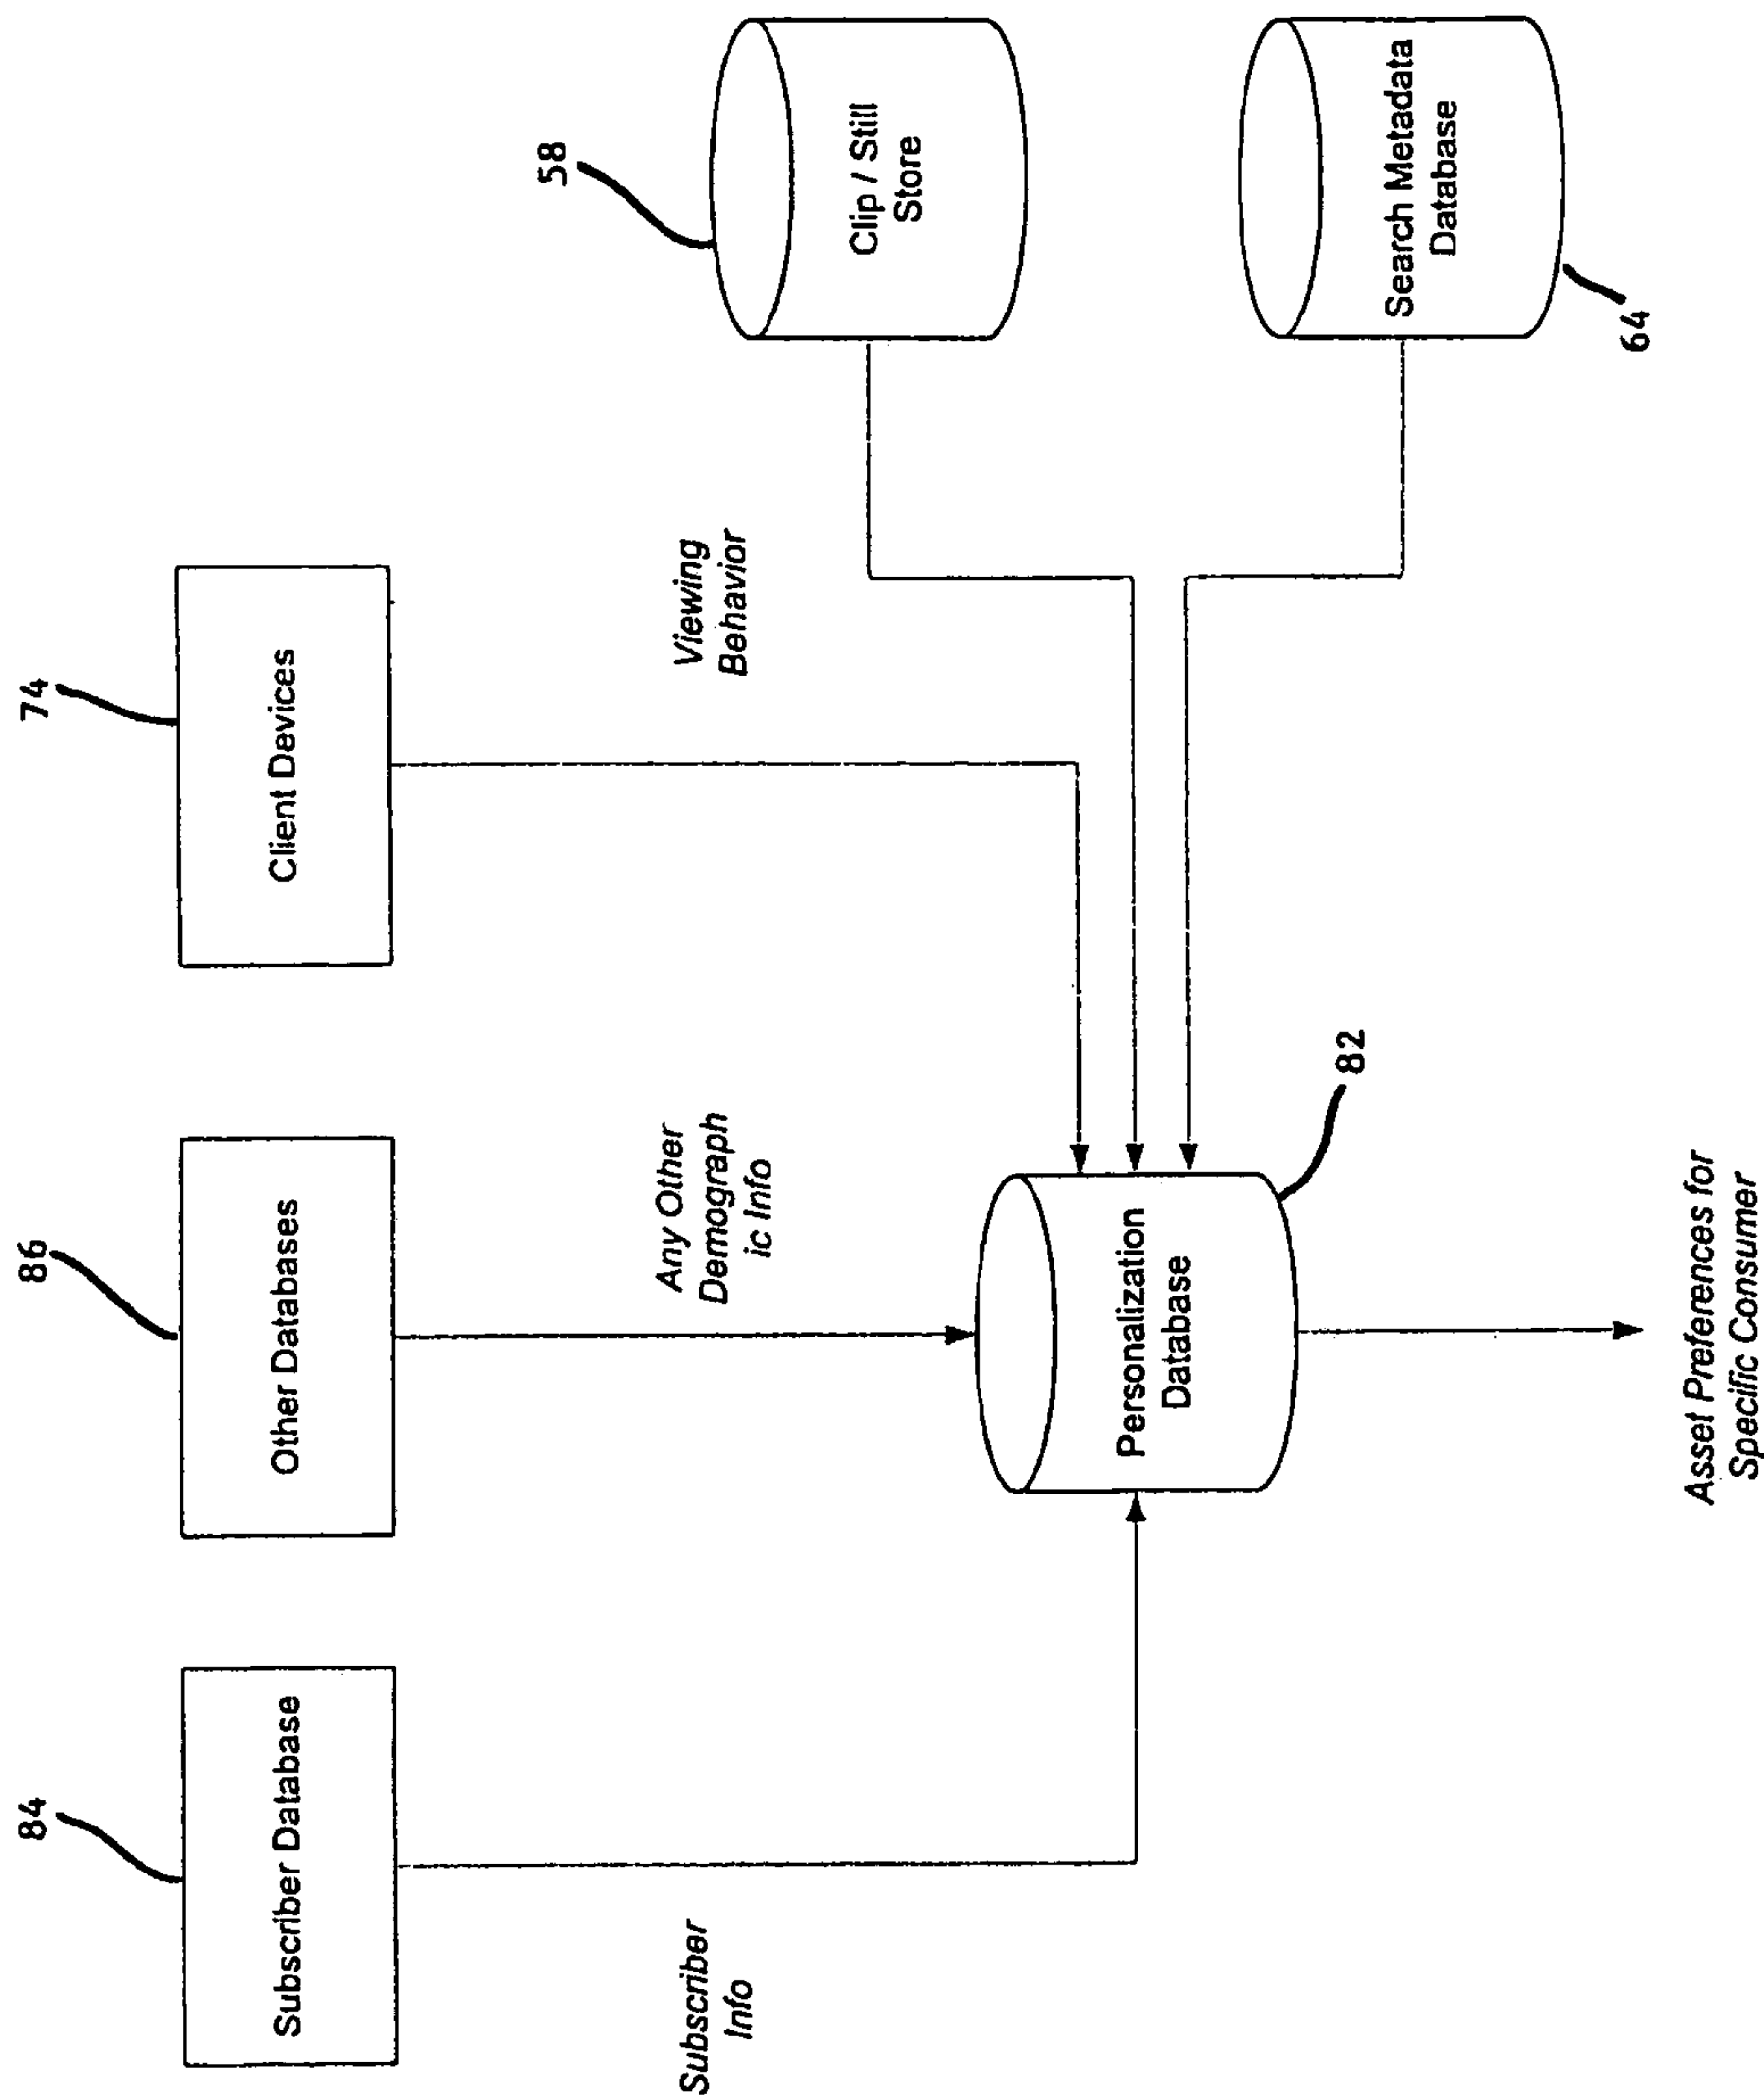 84
86
74
Subscriber Database
Other Databases
Client Devices
Subscriber
Info
Any Other
Demograph
ic Info
Viewing
Behavior
58
Clip / Still
Store
Personalization
Database
82
Search Metadata
Database
64
Asset Preferences for
Specific Consumer